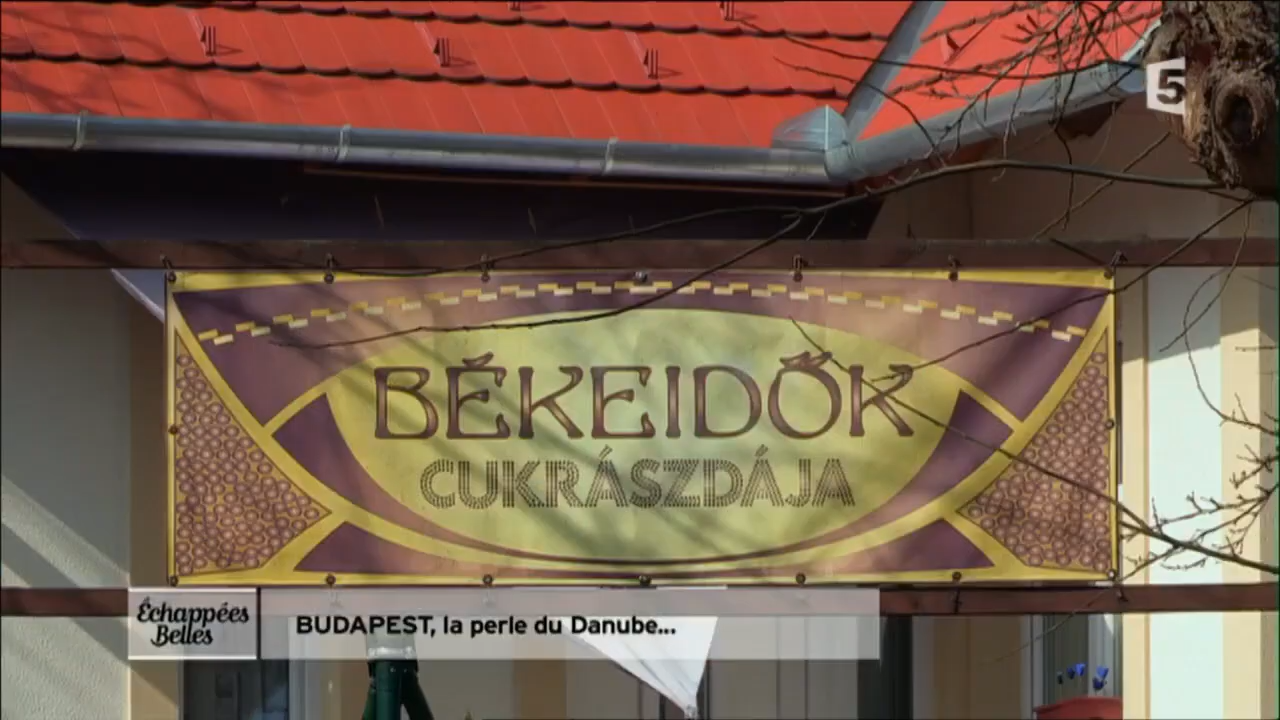 5
BÉKEIDŐK
CUKRÁSZDÁJA
Échappées
Belles
BUDAPEST, la perle du Danube...